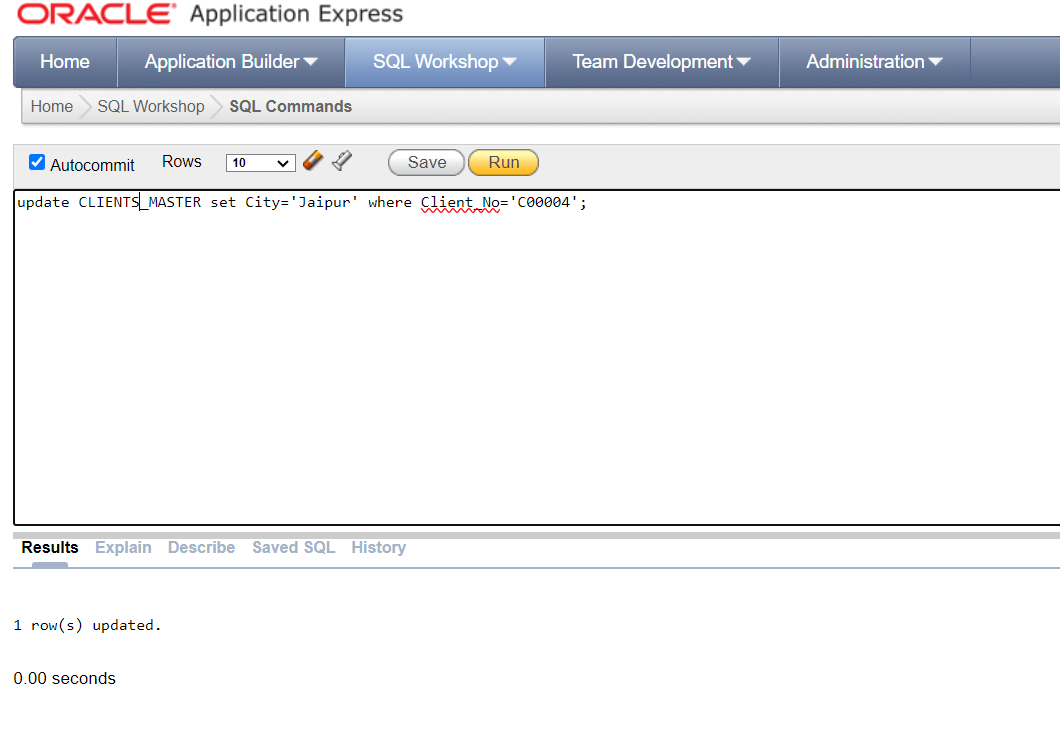 ORACLE® Application Express
Home Application Builder SQL Workshop Team Development Administration
Home SQL Workshop SQL Commands
Autocommit Rows 10 Save Run
update CLIENTS_MASTER set City='Jaipur' where Client_No='C00004';
Results Explain Describe Saved SQL History
1 row(s) updated.
0.00 seconds